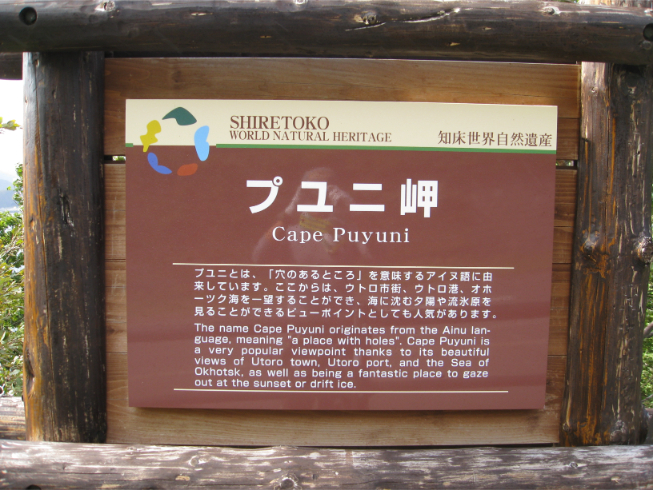 SHIRETOKO
WORLD NATURAL HERITAGE
知床世界自然遺産
プユニ岬
Cape Puyuni
プユニとは、「穴のあるところ」を意味するアイヌ語に由
来しています。ここからは、ウトロ市街、ウトロ港、オホ
ーツク海を一望することができ、海に沈む夕陽や流氷原を
見ることができるビューポイントとしても人気があります。
The name Cape Puyuni originates from the Ainu lan-
guage, meaning "a place with holes". Cape Puyuni is
a very popular viewpoint thanks to its beautiful
views of Utoro town, Utoro port, and the Sea of
Okhotsk, as well as being a fantastic place to gaze
out at the sunset or drift ice.